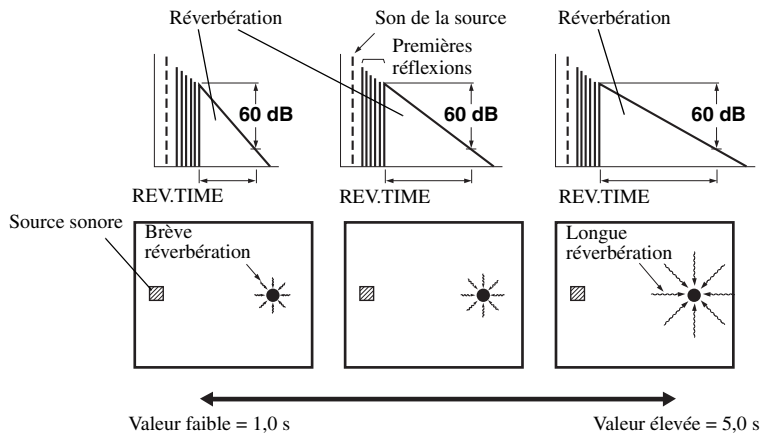 Réverbération
Son de la source
Réverbération
Premières
réflexions
60 dB
60 dB
60 dB
REV.TIME
REV.TIME
REV.TIME
Source sonore
Brève
réverbération
Longue
réverbération
Valeur faible = 1,0 s
Valeur élevée = 5,0 s